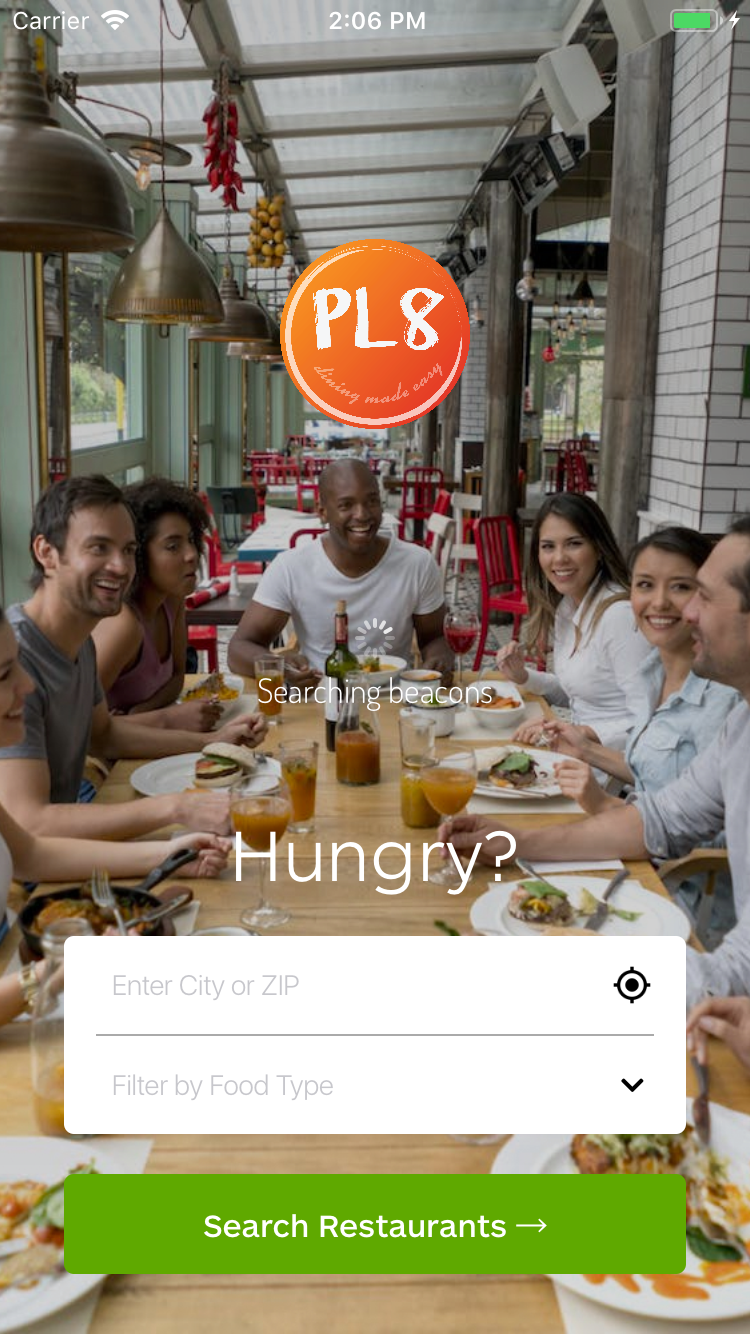 Carrier 2:06 PM
PL8
dining made easy
Searching beacons
Hungry?
Enter City or ZIP
Filter by Food Type
Search Restaurants →